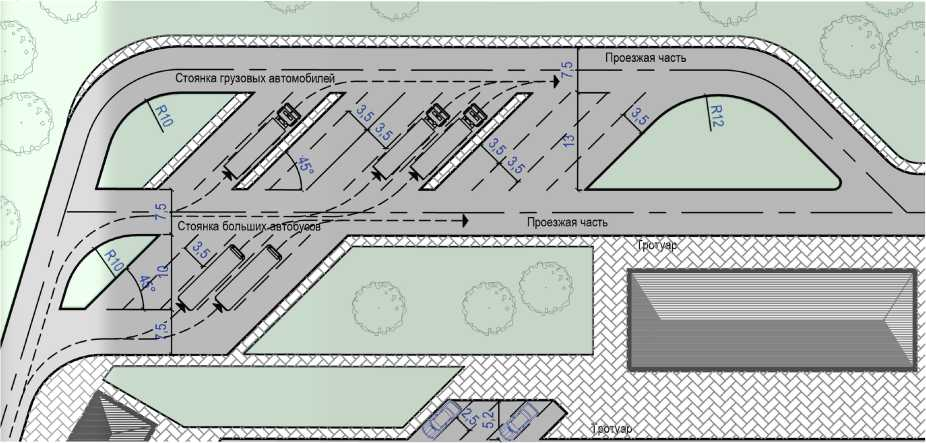 Проезжая часть
7,5
Стоянка грузовых автомобилей
R10
3,5
3,5
3,5
R12
13
3,5
3,5
45°
7,5
Стоянка больших автобусов
Проезжая часть
Тротуар
R10
45°
10
3,5
7,5
2,5
5,2
Тротуар